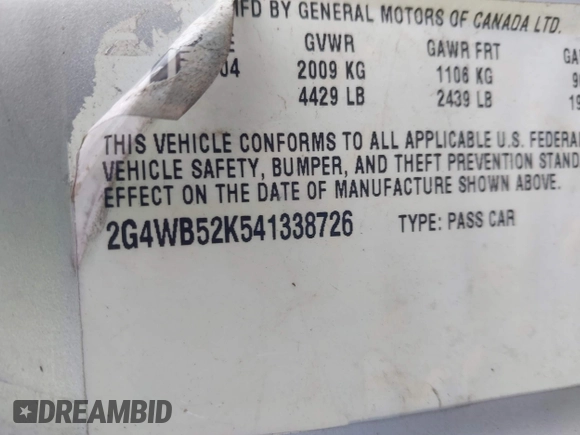 MFD BY GENERAL MOTORS OF CANADA LTD.
GVWR GAWR FRT
04 2009 KG 1106 KG
4429 LB 2439 LB
THIS VEHICLE CONFORMS TO ALL APPLICABLE U.S. FEDERAL
VEHICLE SAFETY, BUMPER, AND THEFT PREVENTION STAND
EFFECT ON THE DATE OF MANUFACTURE SHOWN ABOVE.
2G4WB52K541338726 TYPE: PASS CAR
DREAMBID